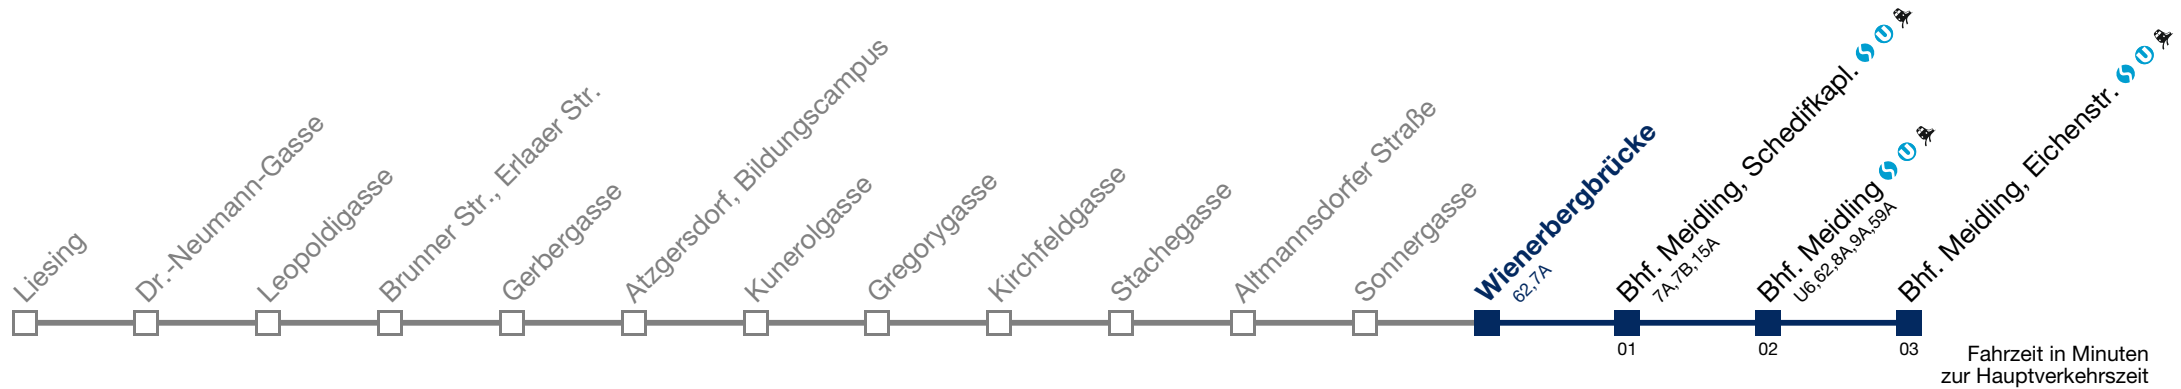 Liesing
Dr.-Neumann-Gasse
Leopoldigasse
Brunner Str., Erlaaer Str.
Gerbergasse
Atzgersdorf, Bildungscampus
Kunerolgasse
Gregorygasse
Kirchfeldgasse
Stachegasse
Altmannsdorfer Straße
Sonnergasse
Wienerbergbrücke
62,7A
Bhf. Meidling, Schedifkapl. S U
7A,7B,15A
Bhf. Meidling S U
U6,62,8A,9A,59A
Bhf. Meidling, Eichenstr. S U
01
02
03
Fahrzeit in Minuten
zur Hauptverkehrszeit